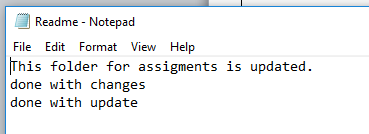 Readme - Notepad
File Edit Format View Help
This folder for assigments is updated.
done with changes
done with update